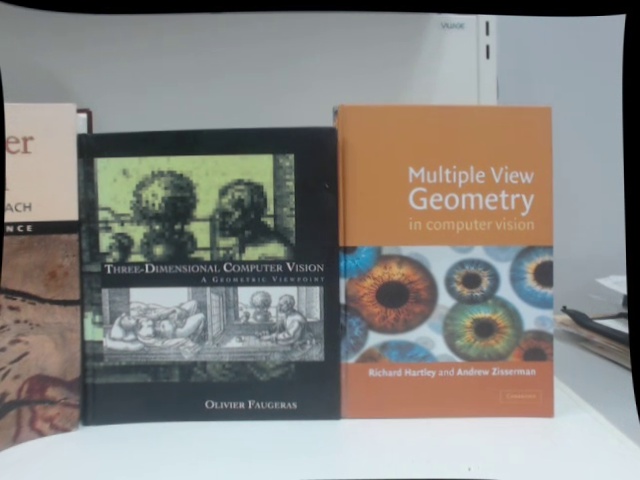 er
ACH
NCE
THREE-DIMENSIONAL COMPUTER VISION
A GEOMETRIC VIEWPOINT
OLIVIER FAUGERAS
Multiple View
Geometry
in computer vision
Richard Hartley and Andrew Zisserman